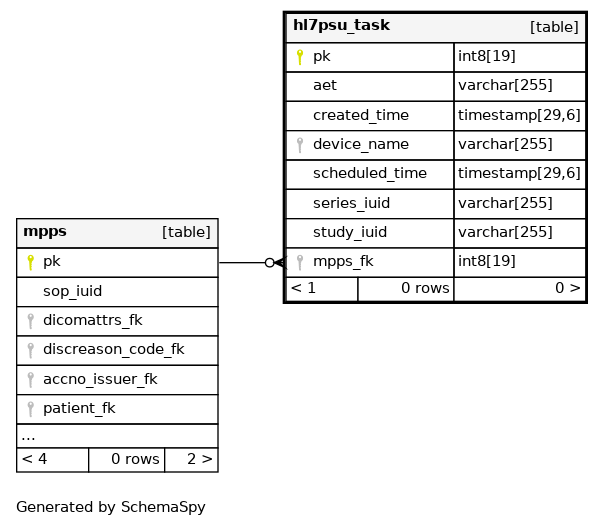 hl7psu_task [table]
pk int8[19]
aet varchar[255]
created_time timestamp[29,6]
device_name varchar[255]
scheduled_time timestamp[29,6]
series_iuid varchar[255]
study_iuid varchar[255]
mpps_fk int8[19]
< 1 0 rows 0 >
mpps [table]
pk
sop_iuid
dicomattrs_fk
discreason_code_fk
accno_issuer_fk
patient_fk
...
< 4 0 rows 2 >
Generated by SchemaSpy